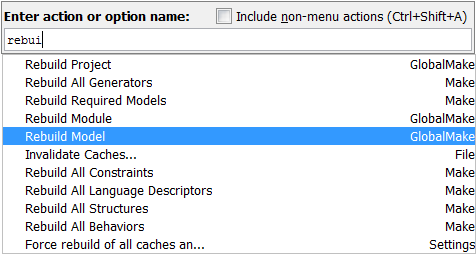 Enter action or option name: Include non-menu actions (Ctrl+Shift+A)
rebui
Rebuild Project GlobalMake
Rebuild All Generators Make
Rebuild Required Models Make
Rebuild Module GlobalMake
Rebuild Model GlobalMake
Invalidate Caches... File
Rebuild All Constraints Make
Rebuild All Language Descriptors Make
Rebuild All Structures Make
Rebuild All Behaviors Make
Force rebuild of all caches an... Settings